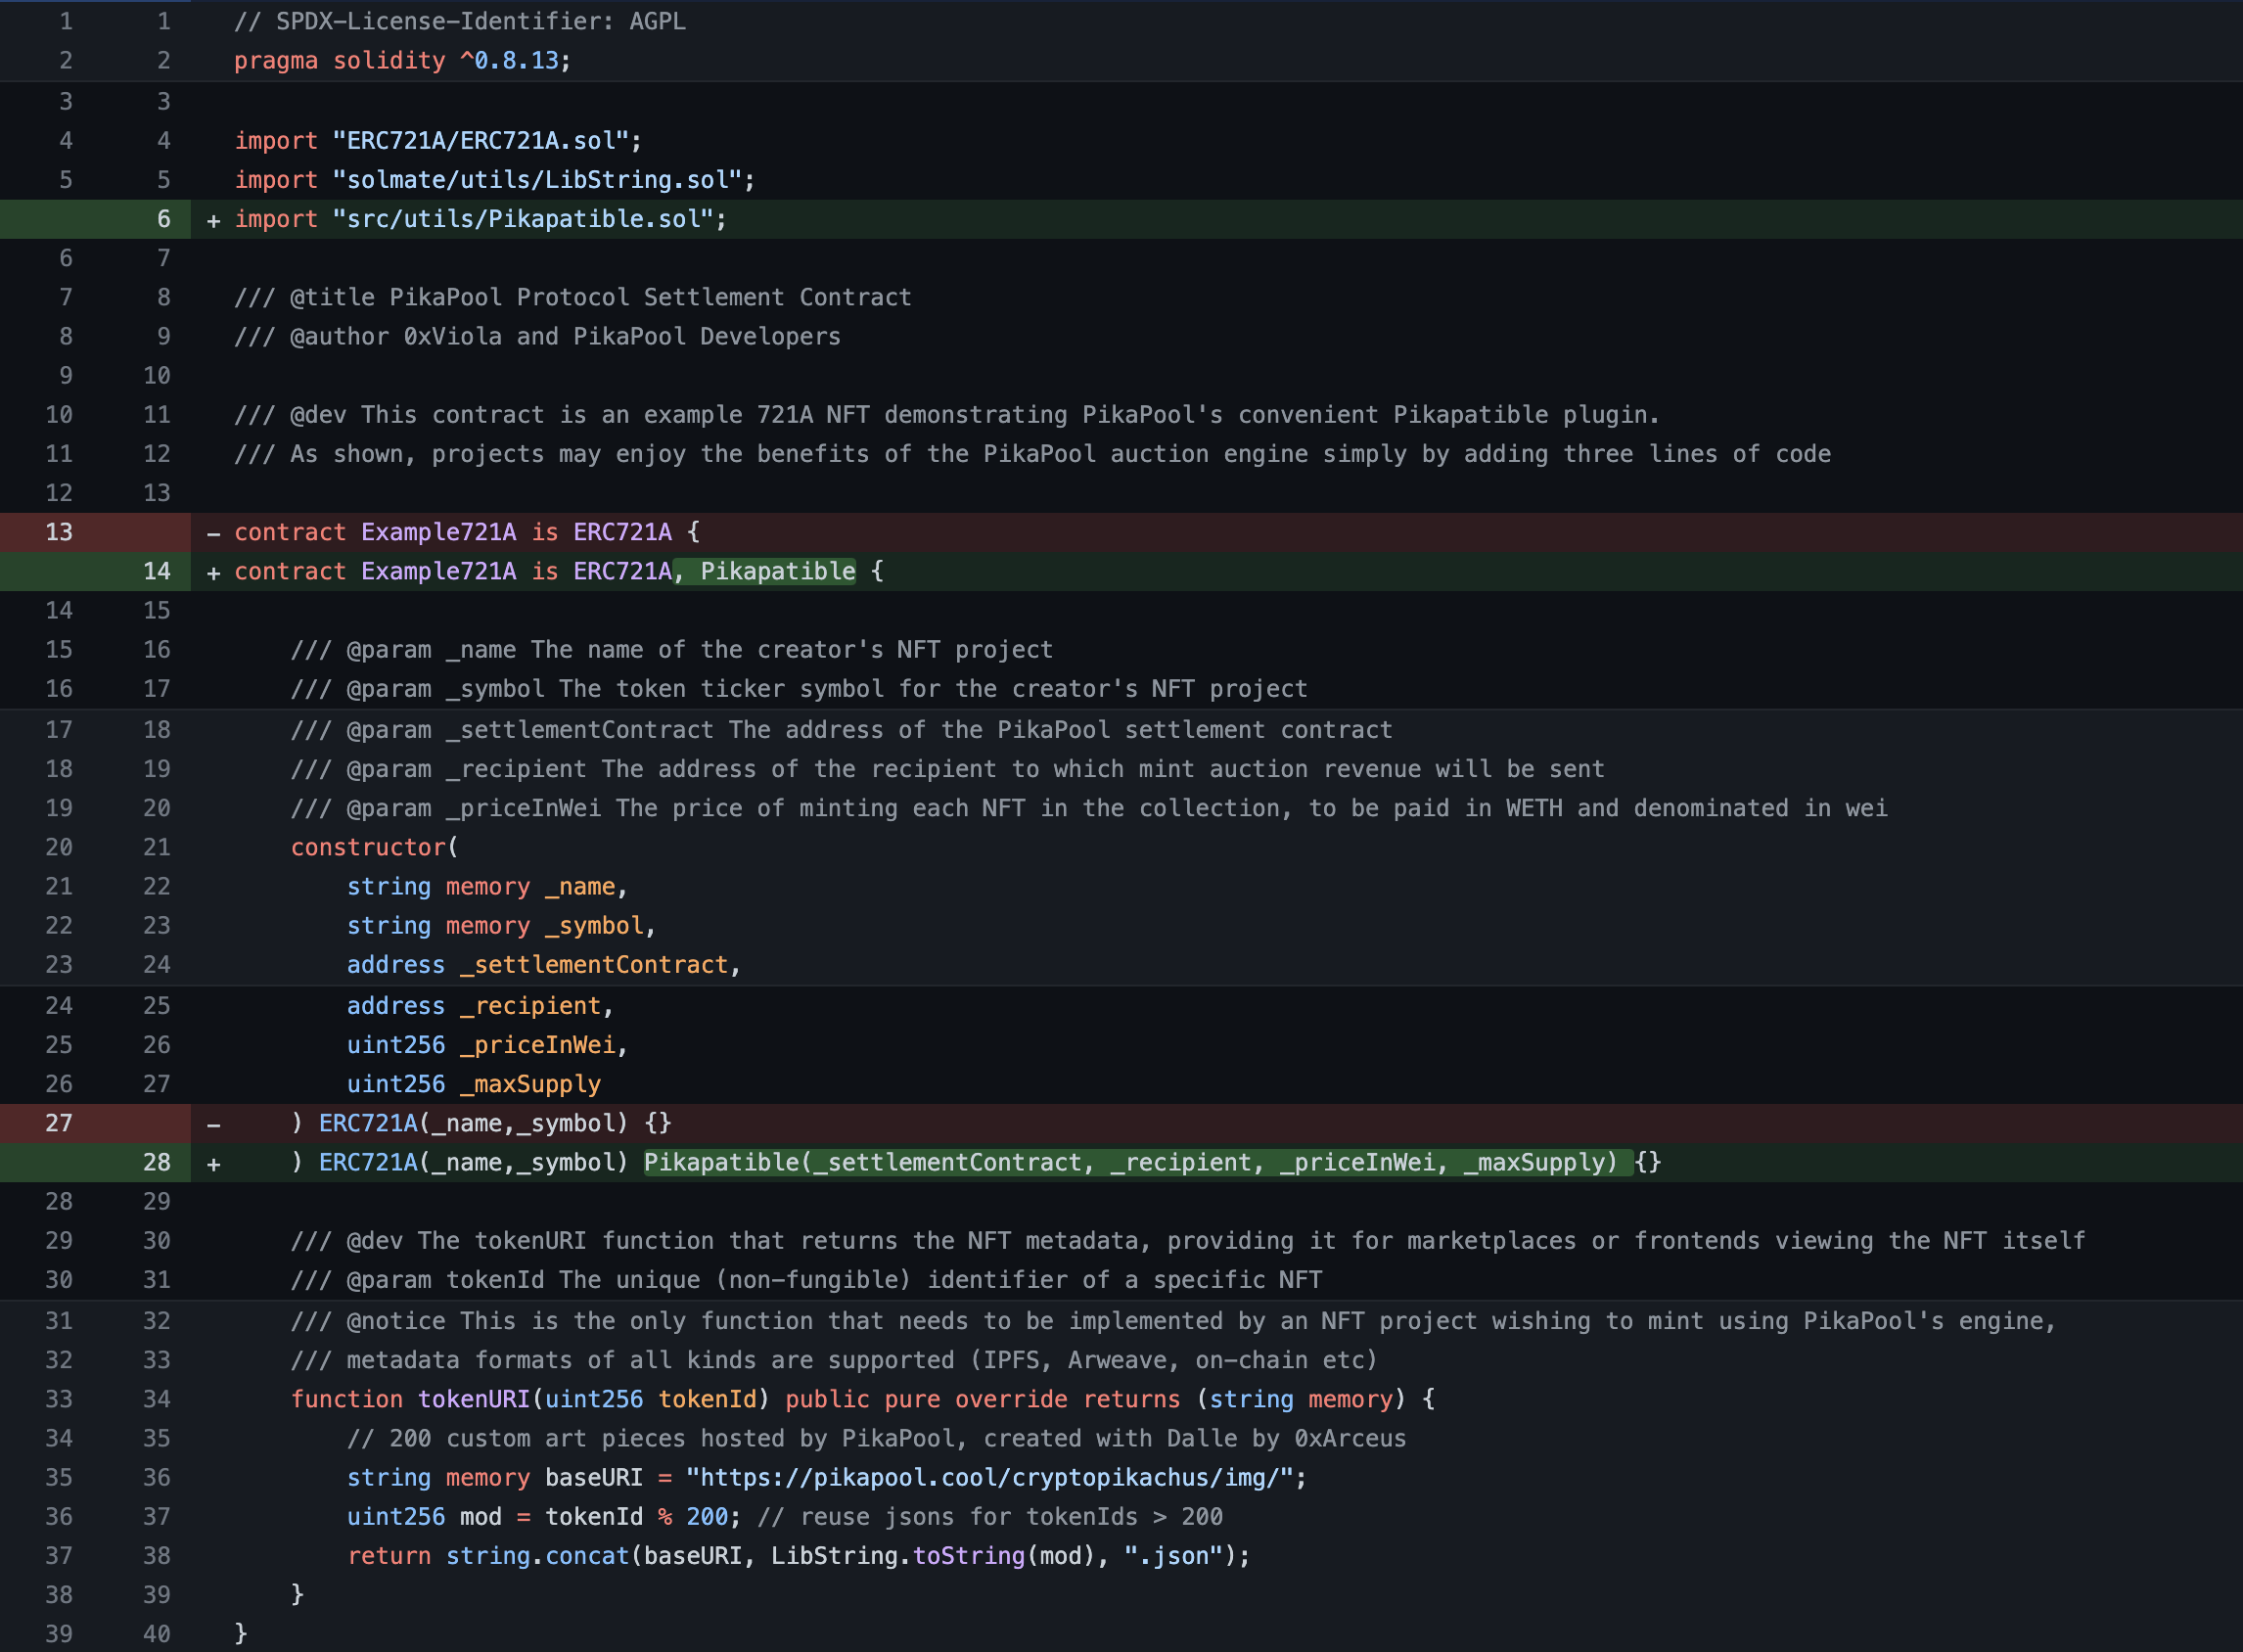 1 1 // SPDX-License-Identifier: AGPL
2 2 pragma solidity ^0.8.13;
3 3
4 4 import "ERC721A/ERC721A.sol";
5 5 import "solmate/utils/LibString.sol";
6 + import "src/utils/Pikapatible.sol";
6 7
7 8 /// @title PikaPool Protocol Settlement Contract
8 9 /// @author 0xViola and PikaPool Developers
9 10
10 11 /// @dev This contract is an example 721A NFT demonstrating PikaPool's convenient Pikapatible plugin.
11 12 /// As shown, projects may enjoy the benefits of the PikaPool auction engine simply by adding three lines of code
12 13
13 - contract Example721A is ERC721A {
14 + contract Example721A is ERC721A, Pikapatible {
14 15
15 16 /// @param _name The name of the creator's NFT project
16 17 /// @param _symbol The token ticker symbol for the creator's NFT project
17 18 /// @param _settlementContract The address of the PikaPool settlement contract
18 19 /// @param _recipient The address of the recipient to which mint auction revenue will be sent
19 20 /// @param _priceInWei The price of minting each NFT in the collection, to be paid in WETH and denominated in wei
20 21 constructor(
21 22 string memory _name,
22 23 string memory _symbol,
23 24 address _settlementContract,
24 25 address _recipient,
25 26 uint256 _priceInWei,
26 27 uint256 _maxSupply
27 - ) ERC721A(_name,_symbol) {}
28 + ) ERC721A(_name,_symbol) Pikapatible(_settlementContract, _recipient, _priceInWei, _maxSupply) {}
28 29
29 30 /// @dev The tokenURI function that returns the NFT metadata, providing it for marketplaces or frontends viewing the NFT itself
30 31 /// @param tokenId The unique (non-fungible) identifier of a specific NFT
31 32 /// @notice This is the only function that needs to be implemented by an NFT project wishing to mint using PikaPool's engine,
32 33 /// metadata formats of all kinds are supported (IPFS, Arweave, on-chain etc)
33 34 function tokenURI(uint256 tokenId) public pure override returns (string memory) {
34 35 // 200 custom art pieces hosted by PikaPool, created with Dalle by 0xArceus
35 36 string memory baseURI = "https://pikapool.cool/cryptopikachus/img/";
36 37 uint256 mod = tokenId % 200; // reuse jsons for tokenIds > 200
37 38 return string.concat(baseURI, LibString.toString(mod), ".json");
38 39 }
39 40 }